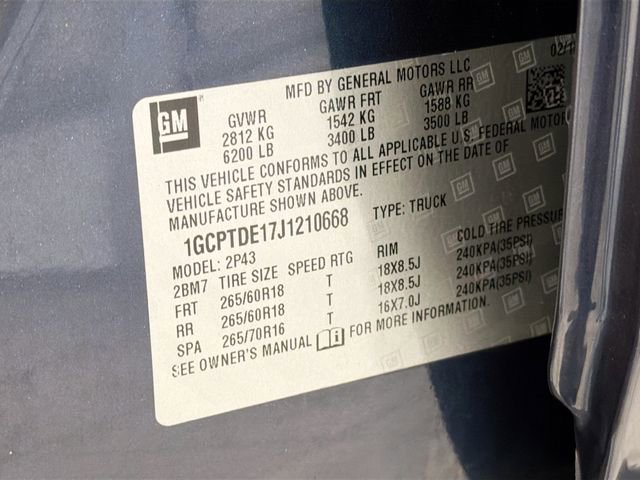 MFD BY GENERAL MOTORS LLC
GM
GVWR GAWR FRT GAWR RR
2812 KG 1542 KG 1588 KG
6200 LB 3400 LB 3500 LB
THIS VEHICLE CONFORMS TO ALL APPLICABLE U.S. FEDERAL MOTOR
VEHICLE SAFETY STANDARDS IN EFFECT ON THE DATE OF
MANUFACTURE SHOWN ABOVE.
1GCPTDE17J1210668 TYPE: TRUCK
MODEL: 2P43
2BM7 TIRE SIZE SPEED RTG RIM COLD TIRE PRESSUR
FRT 265/60R18 T 18X8.5J 240KPA(35PSI)
RR 265/60R18 T 18X8.5J 240KPA(35PSI)
SPA 265/70R16 T 16X7.0J 240KPA(35PSI)
SEE OWNER'S MANUAL FOR MORE INFORMATION.